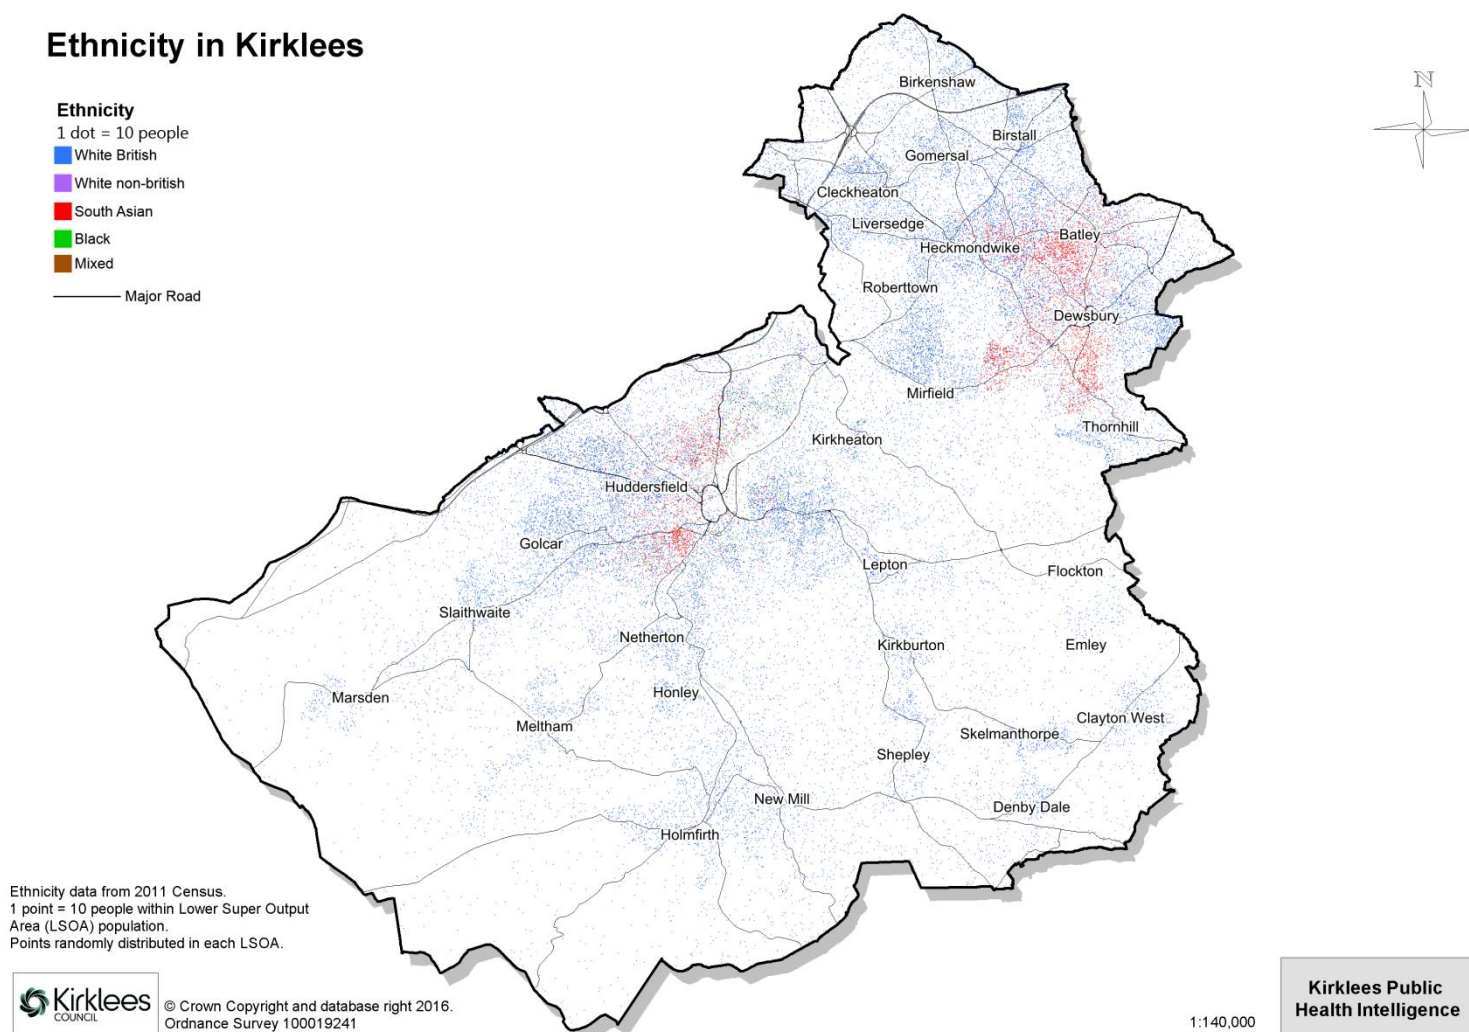 Ethnicity in Kirklees
Ethnicity
1 dot = 10 people
White British
White non-british
South Asian
Black
Mixed
Major Road
N
Birkenshaw
Birstall
Gomersal
Cleckheaton
Liversedge
Batley
Heckmondwike
Roberttown
Dewsbury
Mirfield
Thornhill
Kirkheaton
Huddersfield
Golcar
Lepton
Flockton
Slaithwaite
Netherton
Kirkburton
Emley
Marsden
Honley
Meltham
Clayton West
Skelmanthorpe
Shepley
New Mill
Denby Dale
Holmfirth
Ethnicity data from 2011 Census.
1 point = 10 people within Lower Super Output
Area (LSOA) population.
Points randomly distributed in each LSOA.
Kirklees
COUNCIL
© Crown Copyright and database right 2016.
Ordnance Survey 100019241
1:140,000
Kirklees Public
Health Intelligence